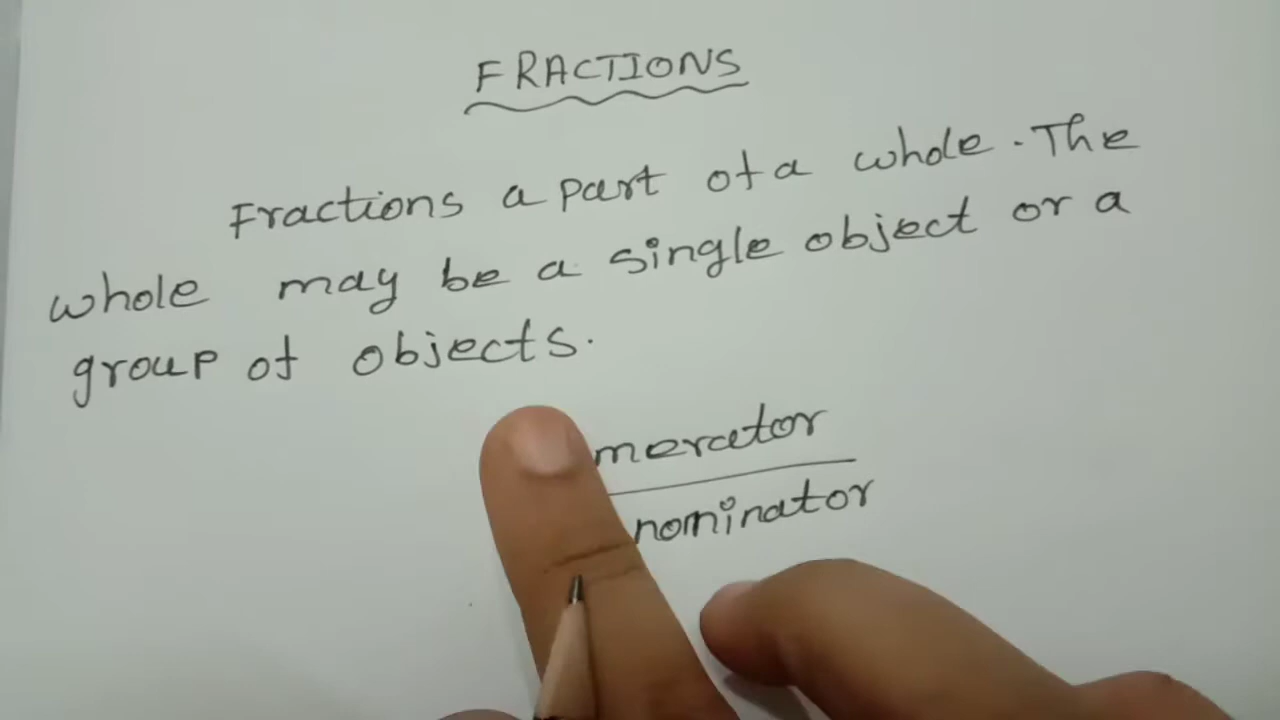 FRACTIONS
Fractions a part of a whole. The
whole may be a single object or a
group of objects.
merator
nominator